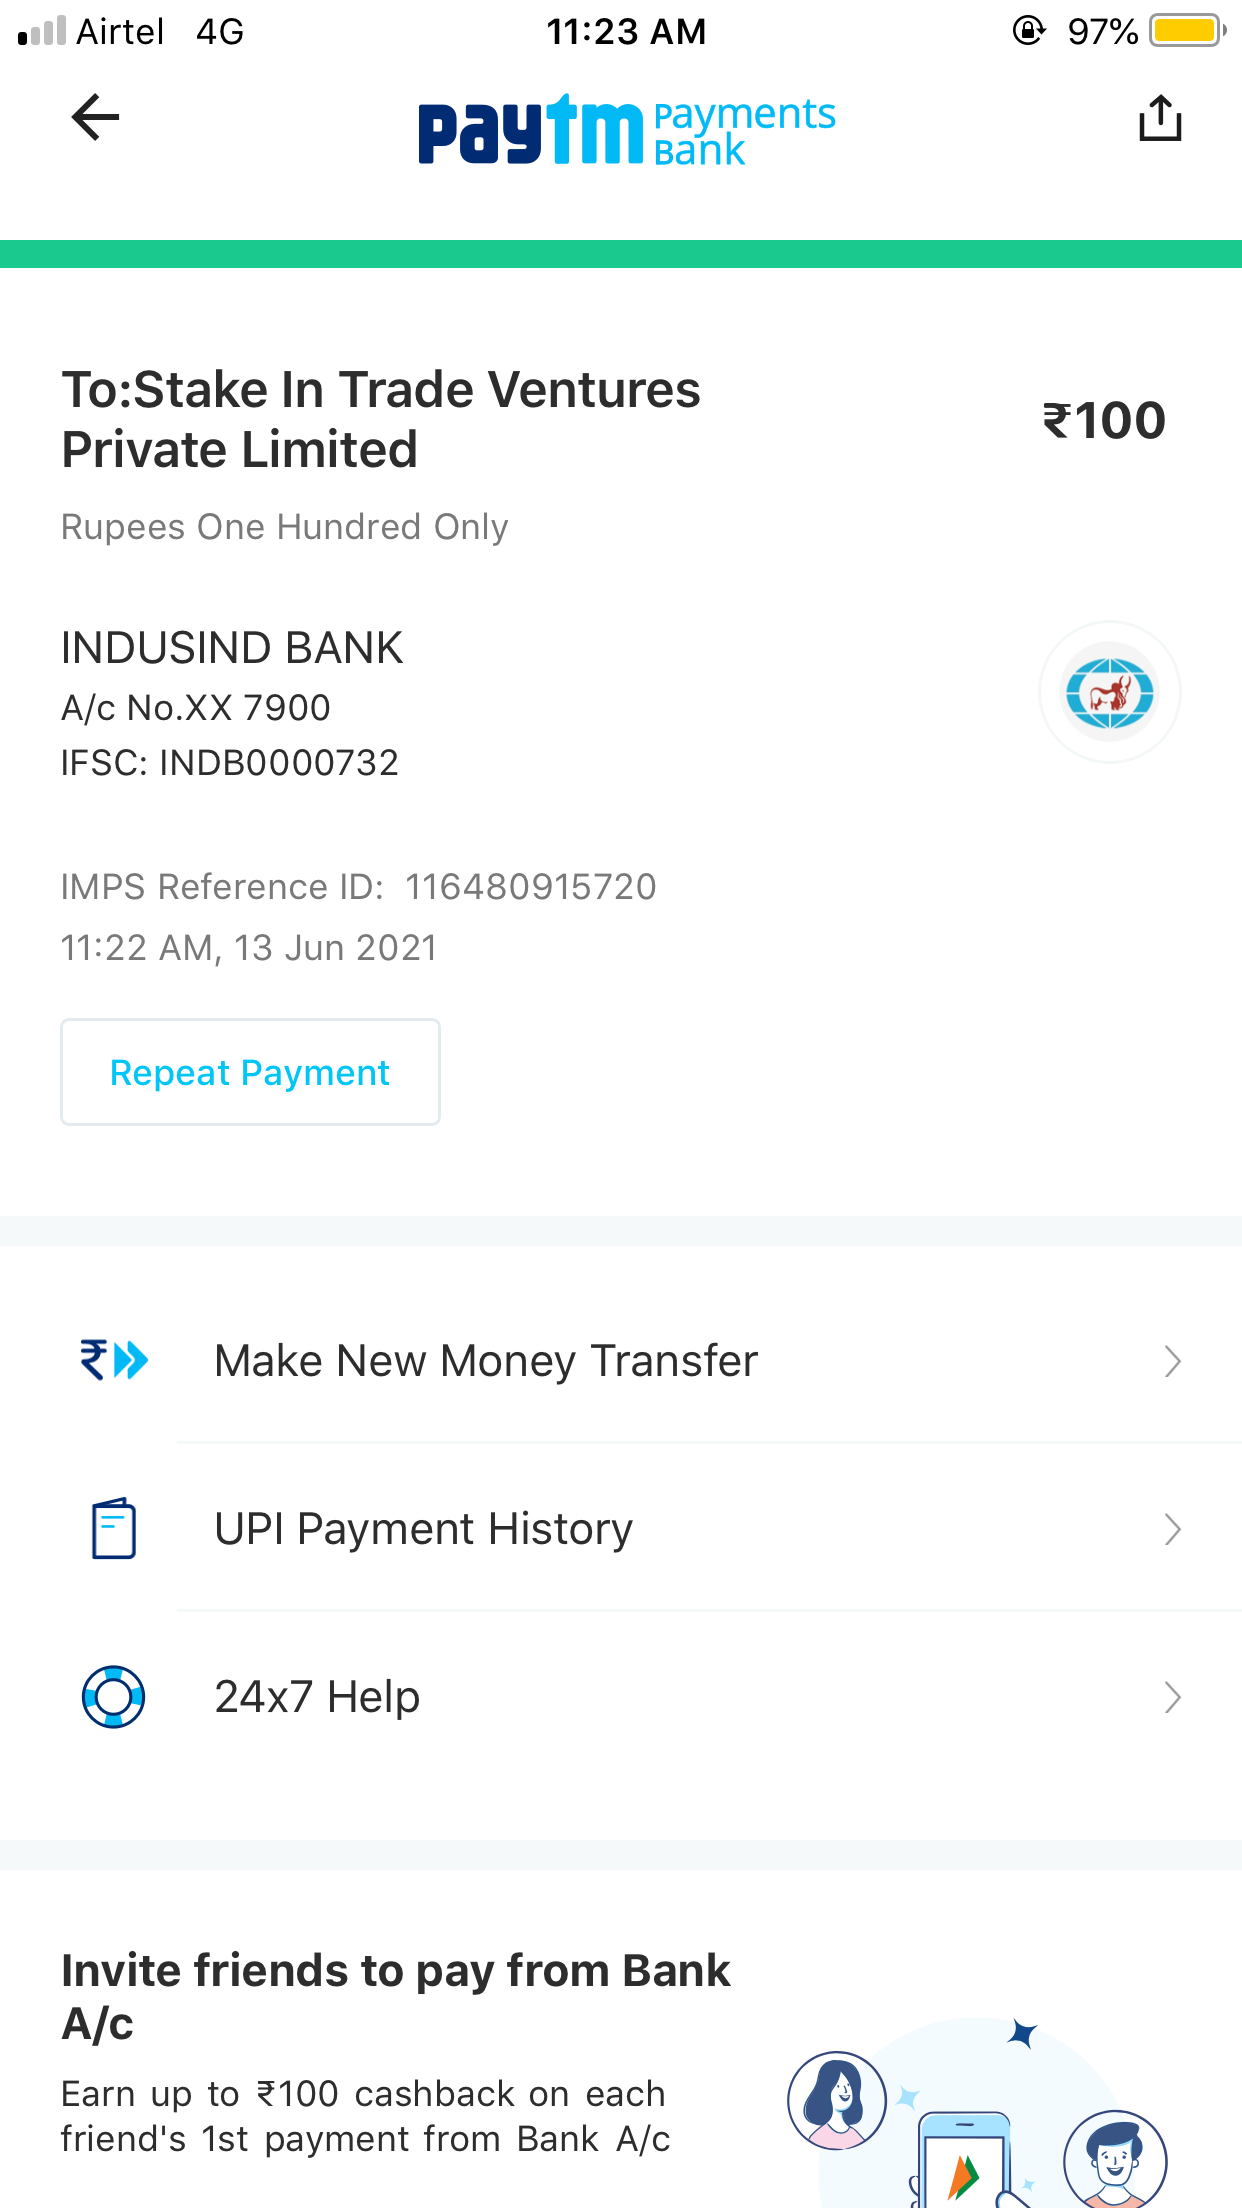 Airtel 4G 11:23 AM 97%
paytm Payments
Bank
To:Stake In Trade Ventures
Private Limited
₹100
Rupees One Hundred Only
INDUSIND BANK
A/c No.XX 7900
IFSC: INDB0000732
IMPS Reference ID: 116480915720
11:22 AM, 13 Jun 2021
Repeat Payment
Make New Money Transfer
UPI Payment History
24x7 Help
Invite friends to pay from Bank
A/c
Earn up to ₹100 cashback on each
friend's 1st payment from Bank A/c